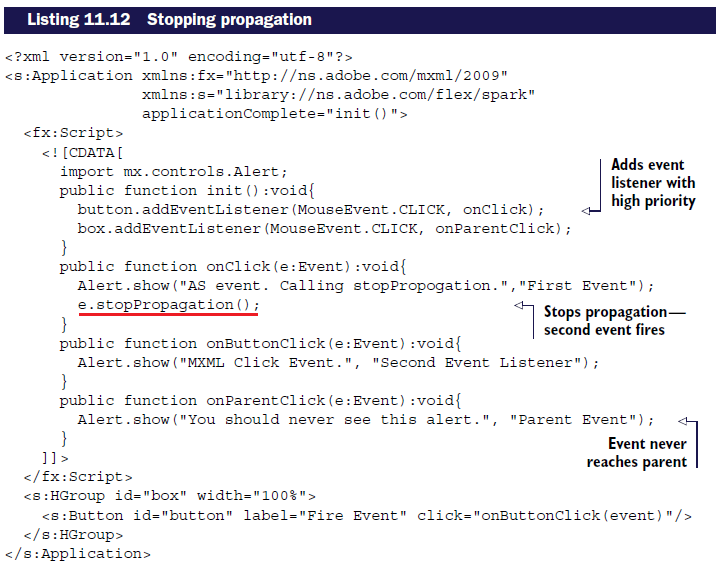 Listing 11.12 Stopping propagation
<?xml version="1.0" encoding="utf-8"?>
<s:Application xmlns:fx="http://ns.adobe.com/mxml/2009"
xmlns:s="library://ns.adobe.com/flex/spark"
applicationComplete="init()">
<fx:Script>
<![CDATA[
import mx.controls.Alert;
public function init():void{
button.addEventListener(MouseEvent.CLICK, onClick);
box.addEventListener(MouseEvent.CLICK, onParentClick);
}
Adds event
listener with
high priority
public function onClick(e:Event):void{
Alert.show("AS event. Calling stopPropogation.","First Event");
e.stopPropagation();
}
Stops propagation—
second event fires
public function onButtonClick(e:Event):void{
Alert.show("MXML Click Event.", "Second Event Listener");
}
public function onParentClick(e:Event):void{
Alert.show("You should never see this alert.", "Parent Event");
}
Event never
reaches parent
]]>
</fx:Script>
<s:HGroup id="box" width="100%">
<s:Button id="button" label="Fire Event" click="onButtonClick(event)"/>
</s:HGroup>
</s:Application>